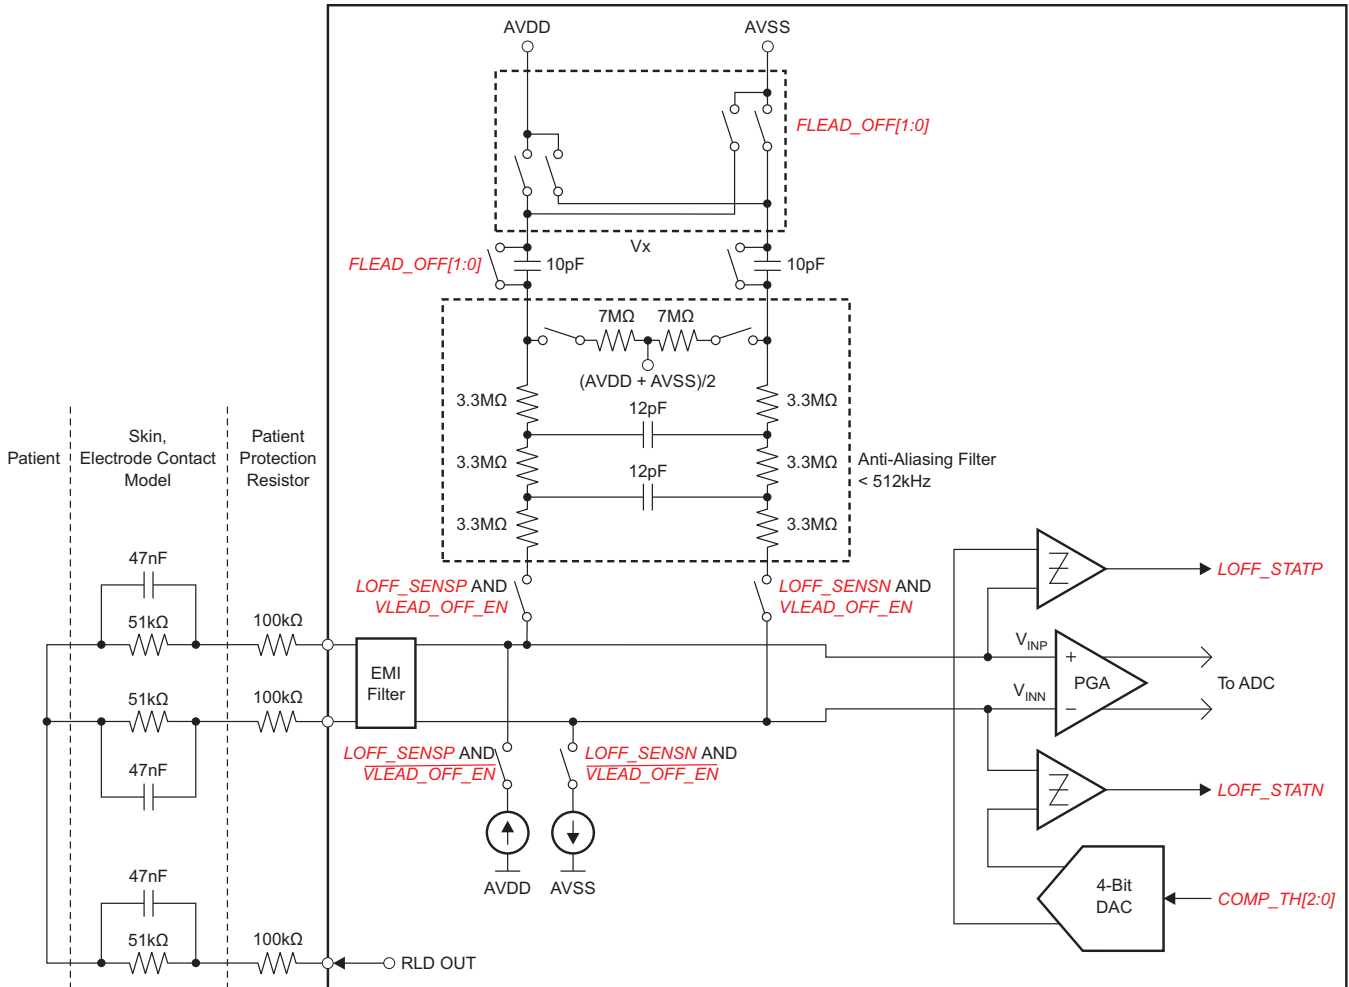 AVDD
AVSS
FLEAD_OFF[1:0]
Vx
FLEAD_OFF[1:0]
10pF
10pF
7MΩ
7MΩ
(AVDD + AVSS)/2
3.3MΩ
12pF
3.3MΩ
3.3MΩ
12pF
3.3MΩ
Anti-Aliasing Filter
< 512kHz
3.3MΩ
3.3MΩ
Patient
Skin,
Electrode Contact
Model
Patient
Protection
Resistor
47nF
51kΩ
100kΩ
LOFF_SENSP AND
VLEAD_OFF_EN
LOFF_SENSN AND
VLEAD_OFF_EN
LOFF_STATP
EMI
Filter
VINP
+
PGA
To ADC
VINN
−
51kΩ
100kΩ
47nF
LOFF_SENSP AND
VLEAD_OFF_EN
LOFF_SENSN AND
VLEAD_OFF_EN
LOFF_STATN
AVDD
AVSS
4-Bit
DAC
COMP_TH[2:0]
47nF
51kΩ
100kΩ
RLD OUT